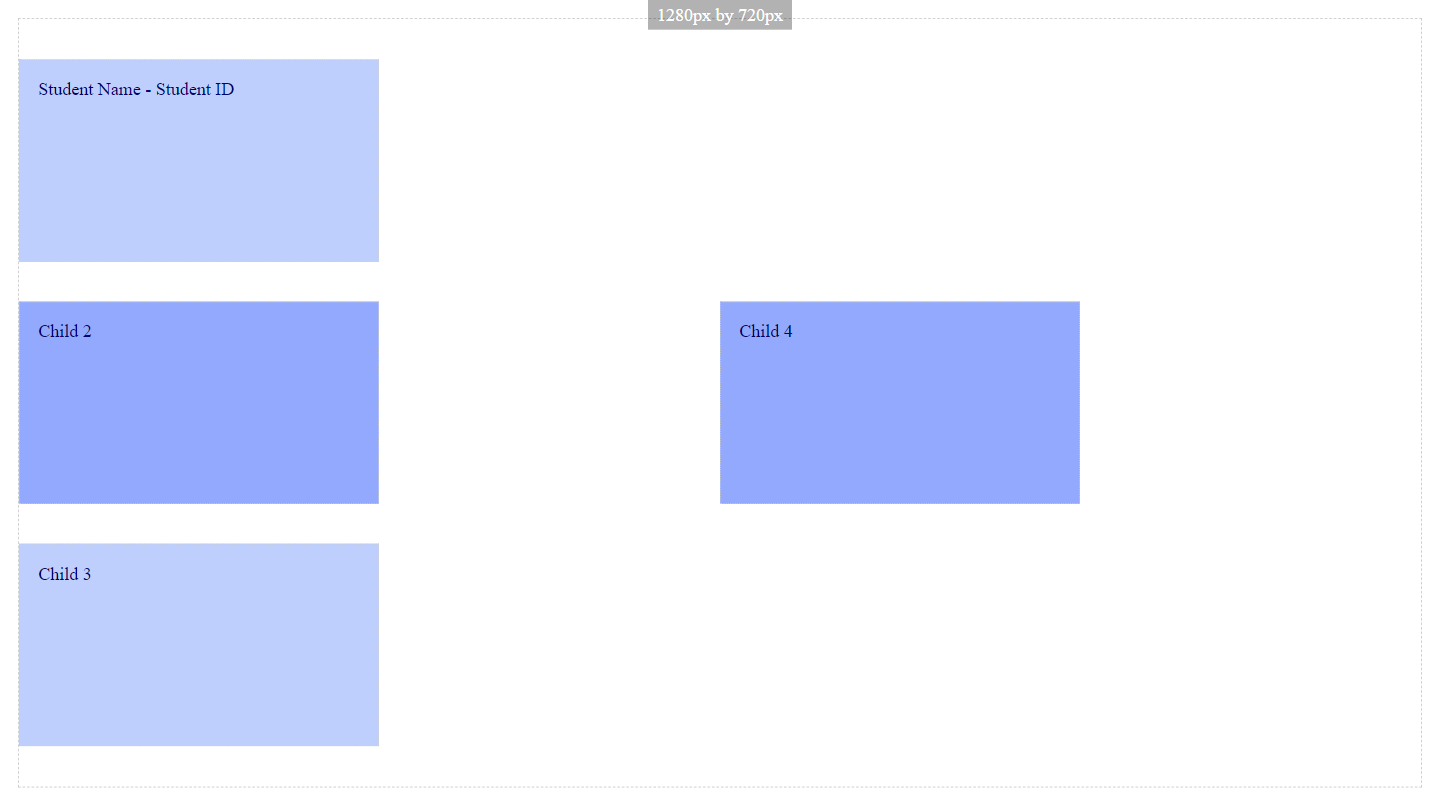 1280px by 720px
Student Name - Student ID
Child 2
Child 4
Child 3